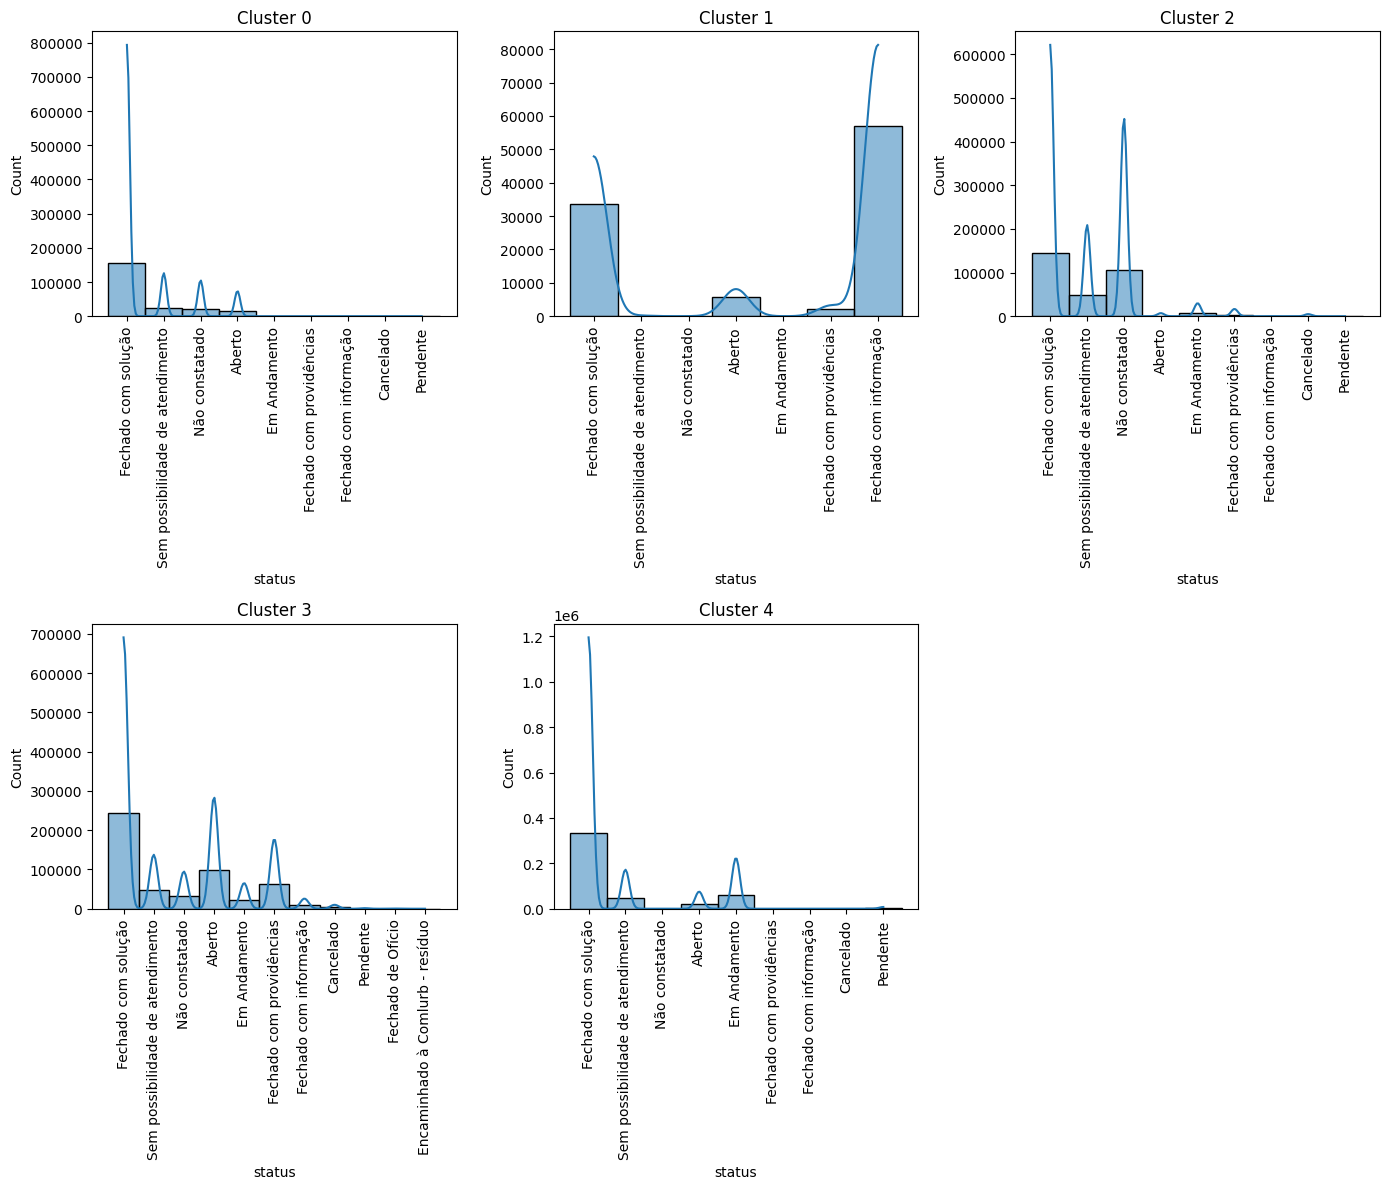 Cluster 0
Count
800000
700000
600000
500000
400000
300000
200000
100000
0
Fechado com solução
Sem possibilidade de atendimento
Não constatado
Aberto
Em Andamento
Fechado com providências
Fechado com informação
Cancelado
Pendente
status
Cluster 1
Count
80000
70000
60000
50000
40000
30000
20000
10000
0
Fechado com solução
Sem possibilidade de atendimento
Não constatado
Aberto
Em Andamento
Fechado com providências
Fechado com informação
status
Cluster 2
Count
600000
500000
400000
300000
200000
100000
0
Fechado com solução
Sem possibilidade de atendimento
Não constatado
Aberto
Em Andamento
Fechado com providências
Fechado com informação
Cancelado
Pendente
status
Cluster 3
Count
700000
600000
500000
400000
300000
200000
100000
0
Fechado com solução
Sem possibilidade de atendimento
Não constatado
Aberto
Em Andamento
Fechado com providências
Fechado com informação
Cancelado
Pendente
Fechado de Ofício
Encaminhado à Comlurb - resíduo
status
Cluster 4
1e6
Count
1.2
1.0
0.8
0.6
0.4
0.2
0.0
Fechado com solução
Sem possibilidade de atendimento
Não constatado
Aberto
Em Andamento
Fechado com providências
Fechado com informação
Cancelado
Pendente
status